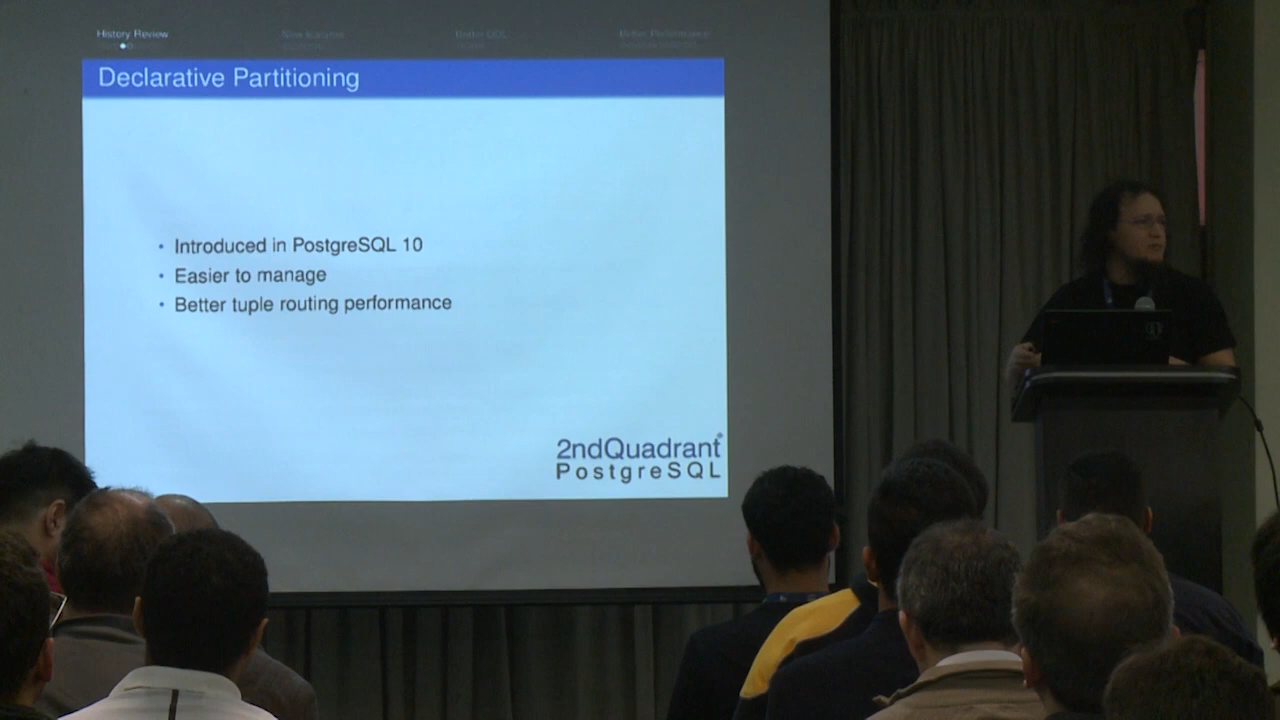 History Review
Declarative Partitioning
• Introduced in PostgreSQL 10
• Easier to manage
• Better tuple routing performance
2ndQuadrant®
PostgreSQL